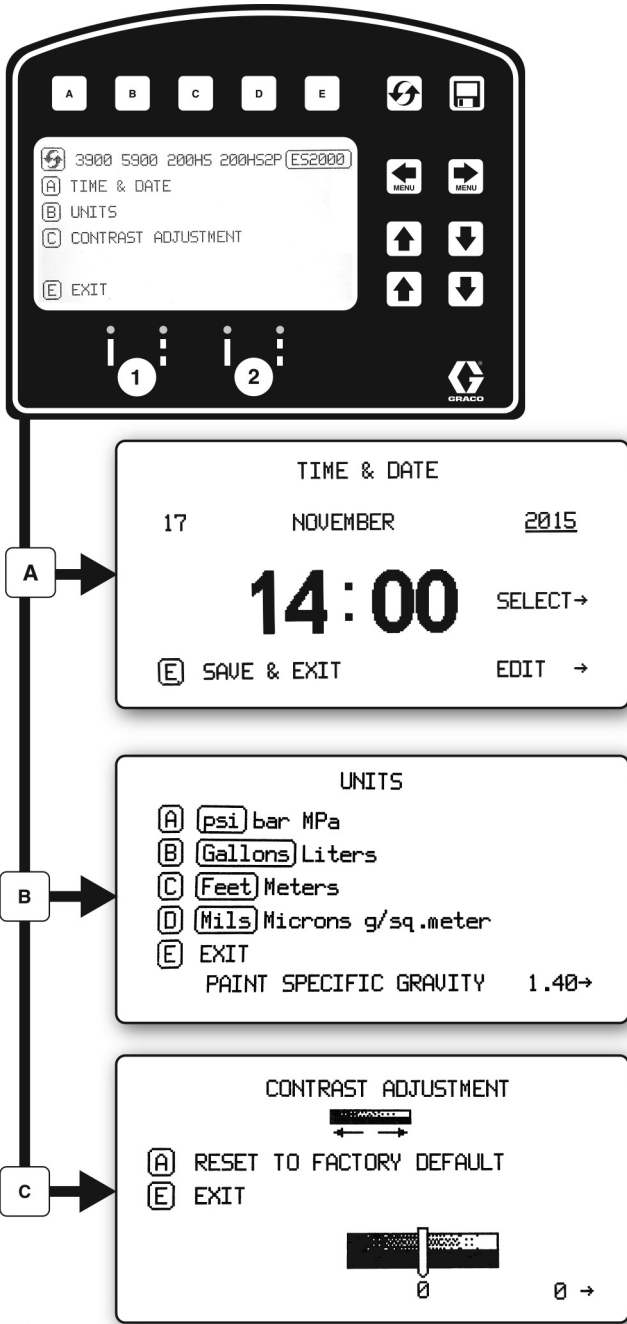 A B C D E
3900 5900 200HS 200HS2P ES2000
A TIME & DATE
B UNITS
C CONTRAST ADJUSTMENT
E EXIT
MENU MENU
1 2
GRACO
A
TIME & DATE
17 NOVEMBER 2015
14:00 SELECT→
E SAVE & EXIT EDIT →
B
UNITS
A psi bar MPa
B Gallons Liters
C Feet Meters
D Mils Microns g/sq.meter
E EXIT
PAINT SPECIFIC GRAVITY 1.40→
C
CONTRAST ADJUSTMENT
A RESET TO FACTORY DEFAULT
E EXIT
0 0 →